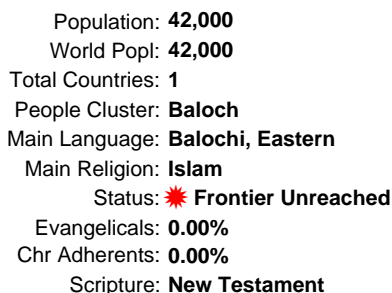 Population: 42,000
World Popl: 42,000
Total Countries: 1
People Cluster: Baloch
Main Language: Balochi, Eastern
Main Religion: Islam
Status: Frontier Unreached
Evangelicals: 0.00%
Chr Adherents: 0.00%
Scripture: New Testament